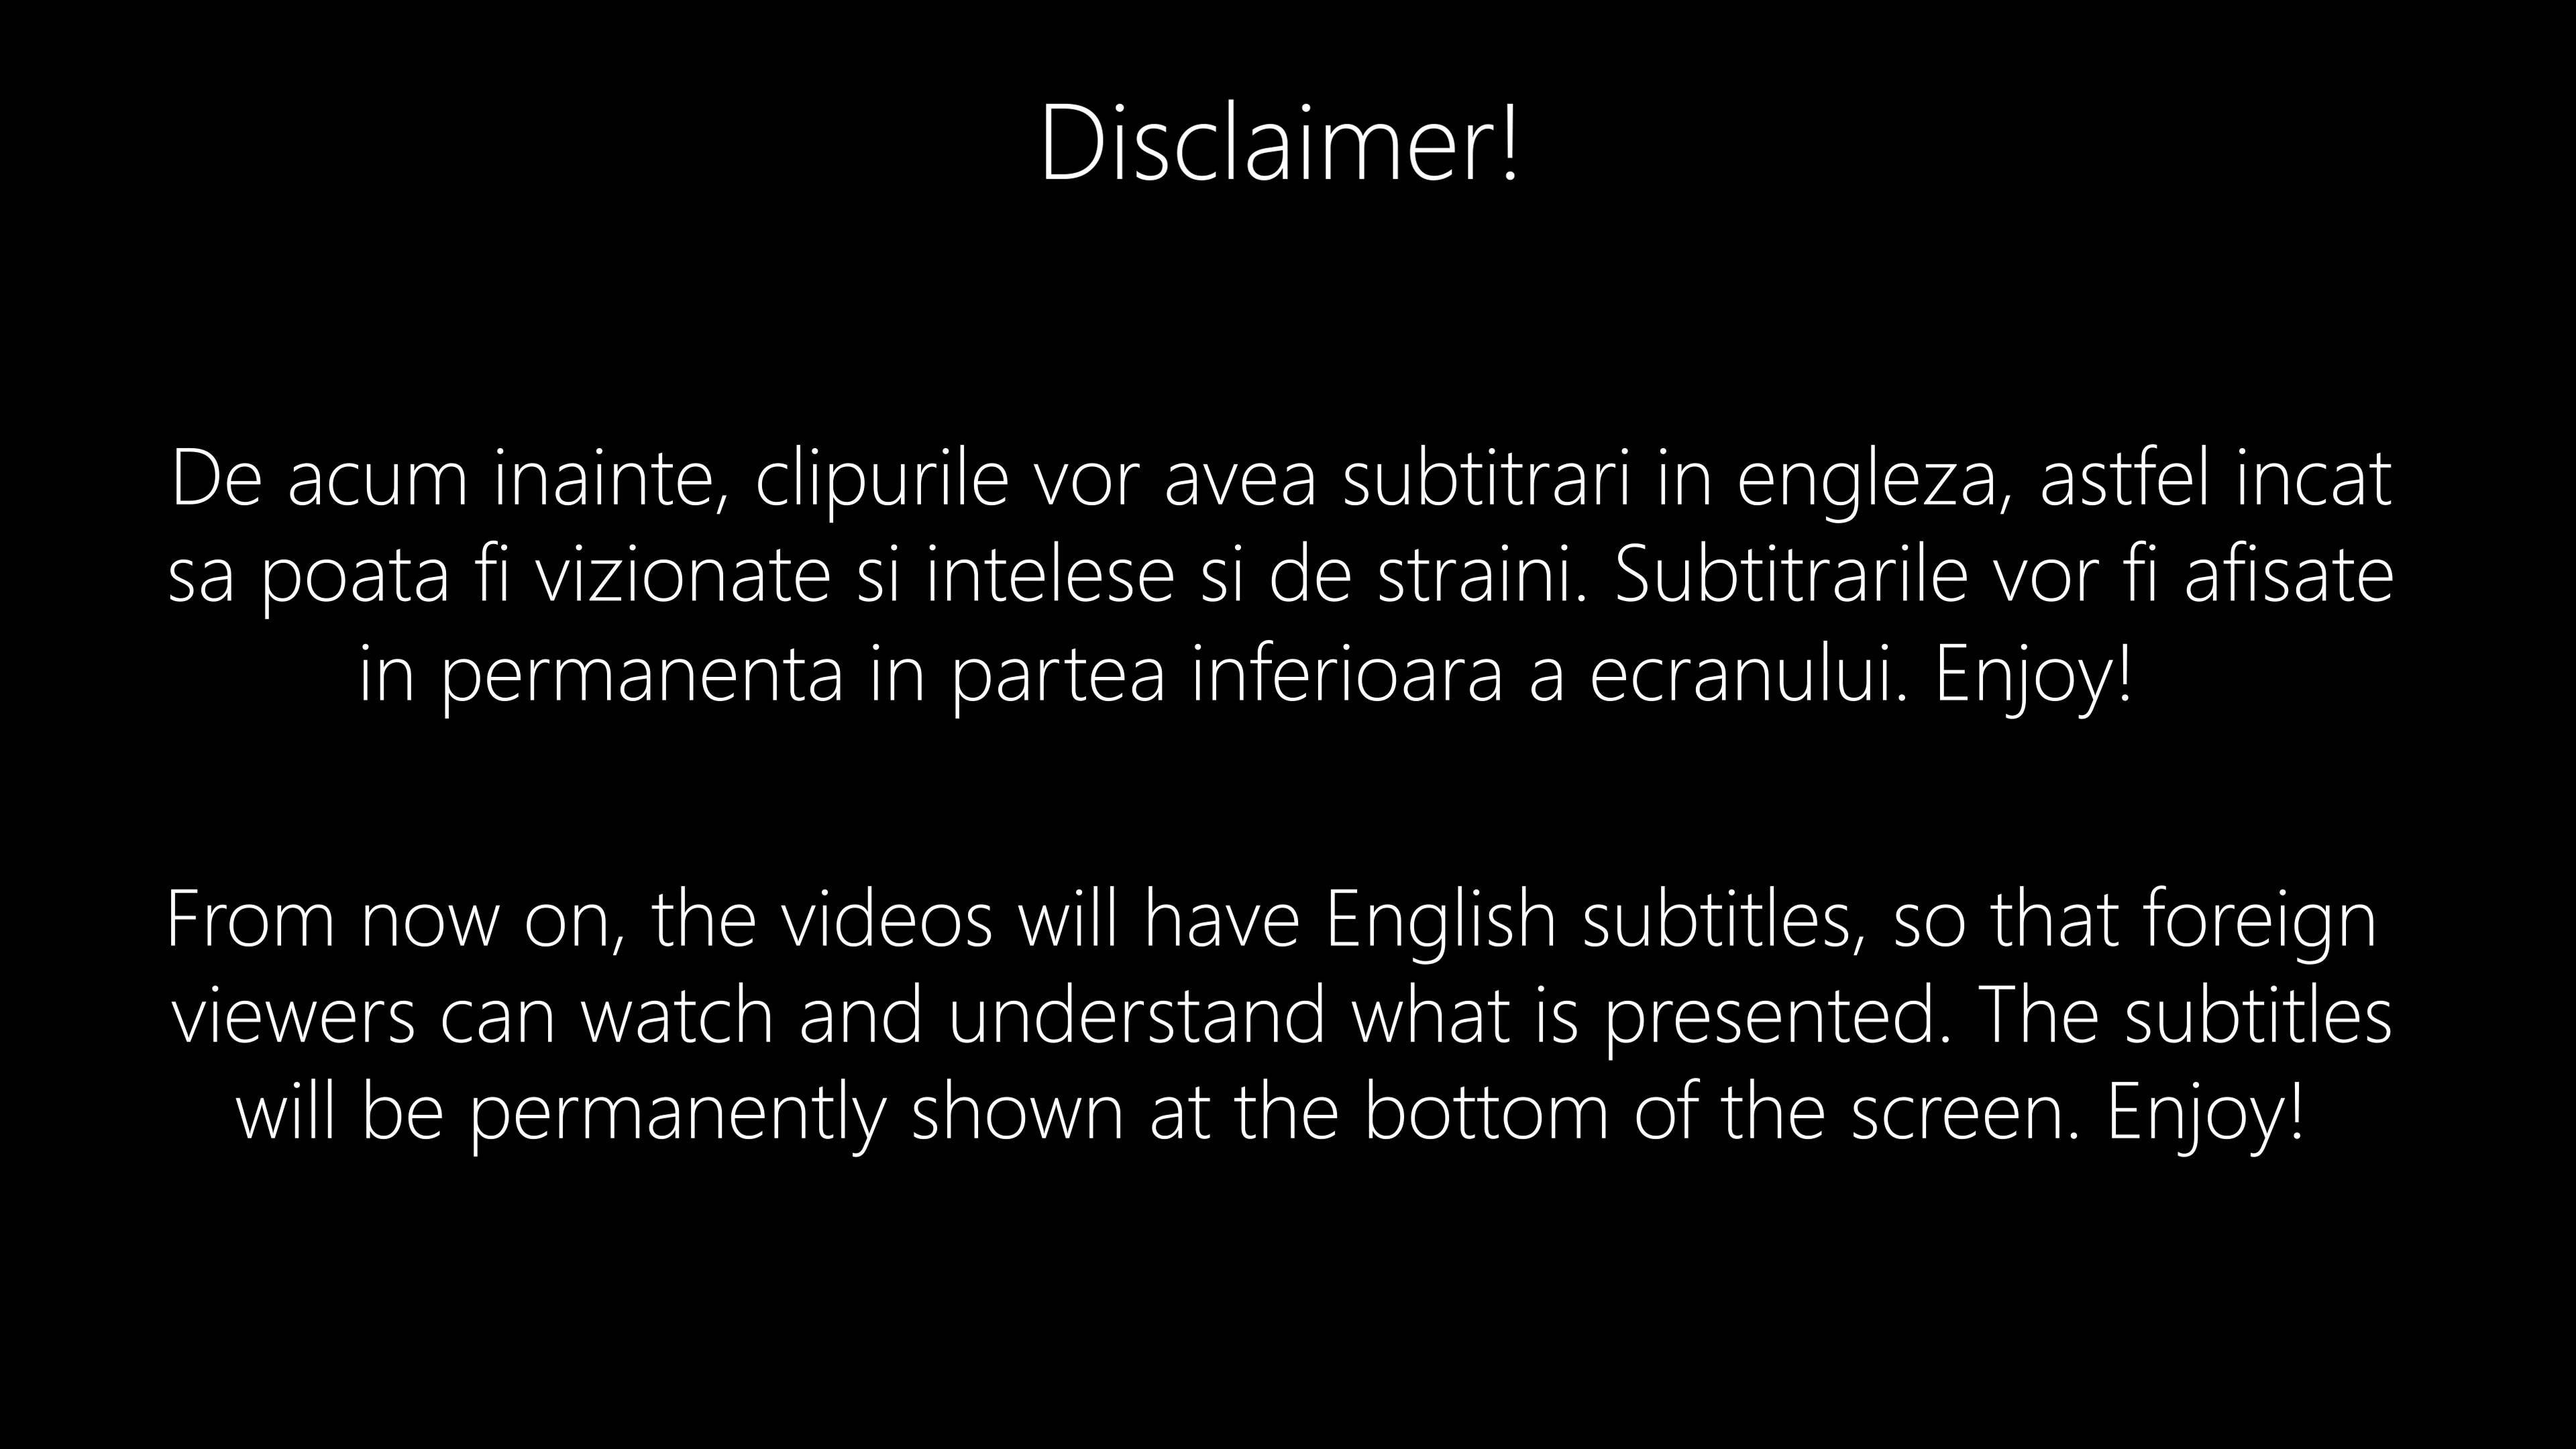 Disclaimer!
De acum inainte, clipurile vor avea subtitrari in engleza, astfel incat
sa poata fi vizionate si intelese si de straini. Subtitrarile vor fi afisate
in permanenta in partea inferioara a ecranului. Enjoy!
From now on, the videos will have English subtitles, so that foreign
viewers can watch and understand what is presented. The subtitles
will be permanently shown at the bottom of the screen. Enjoy!